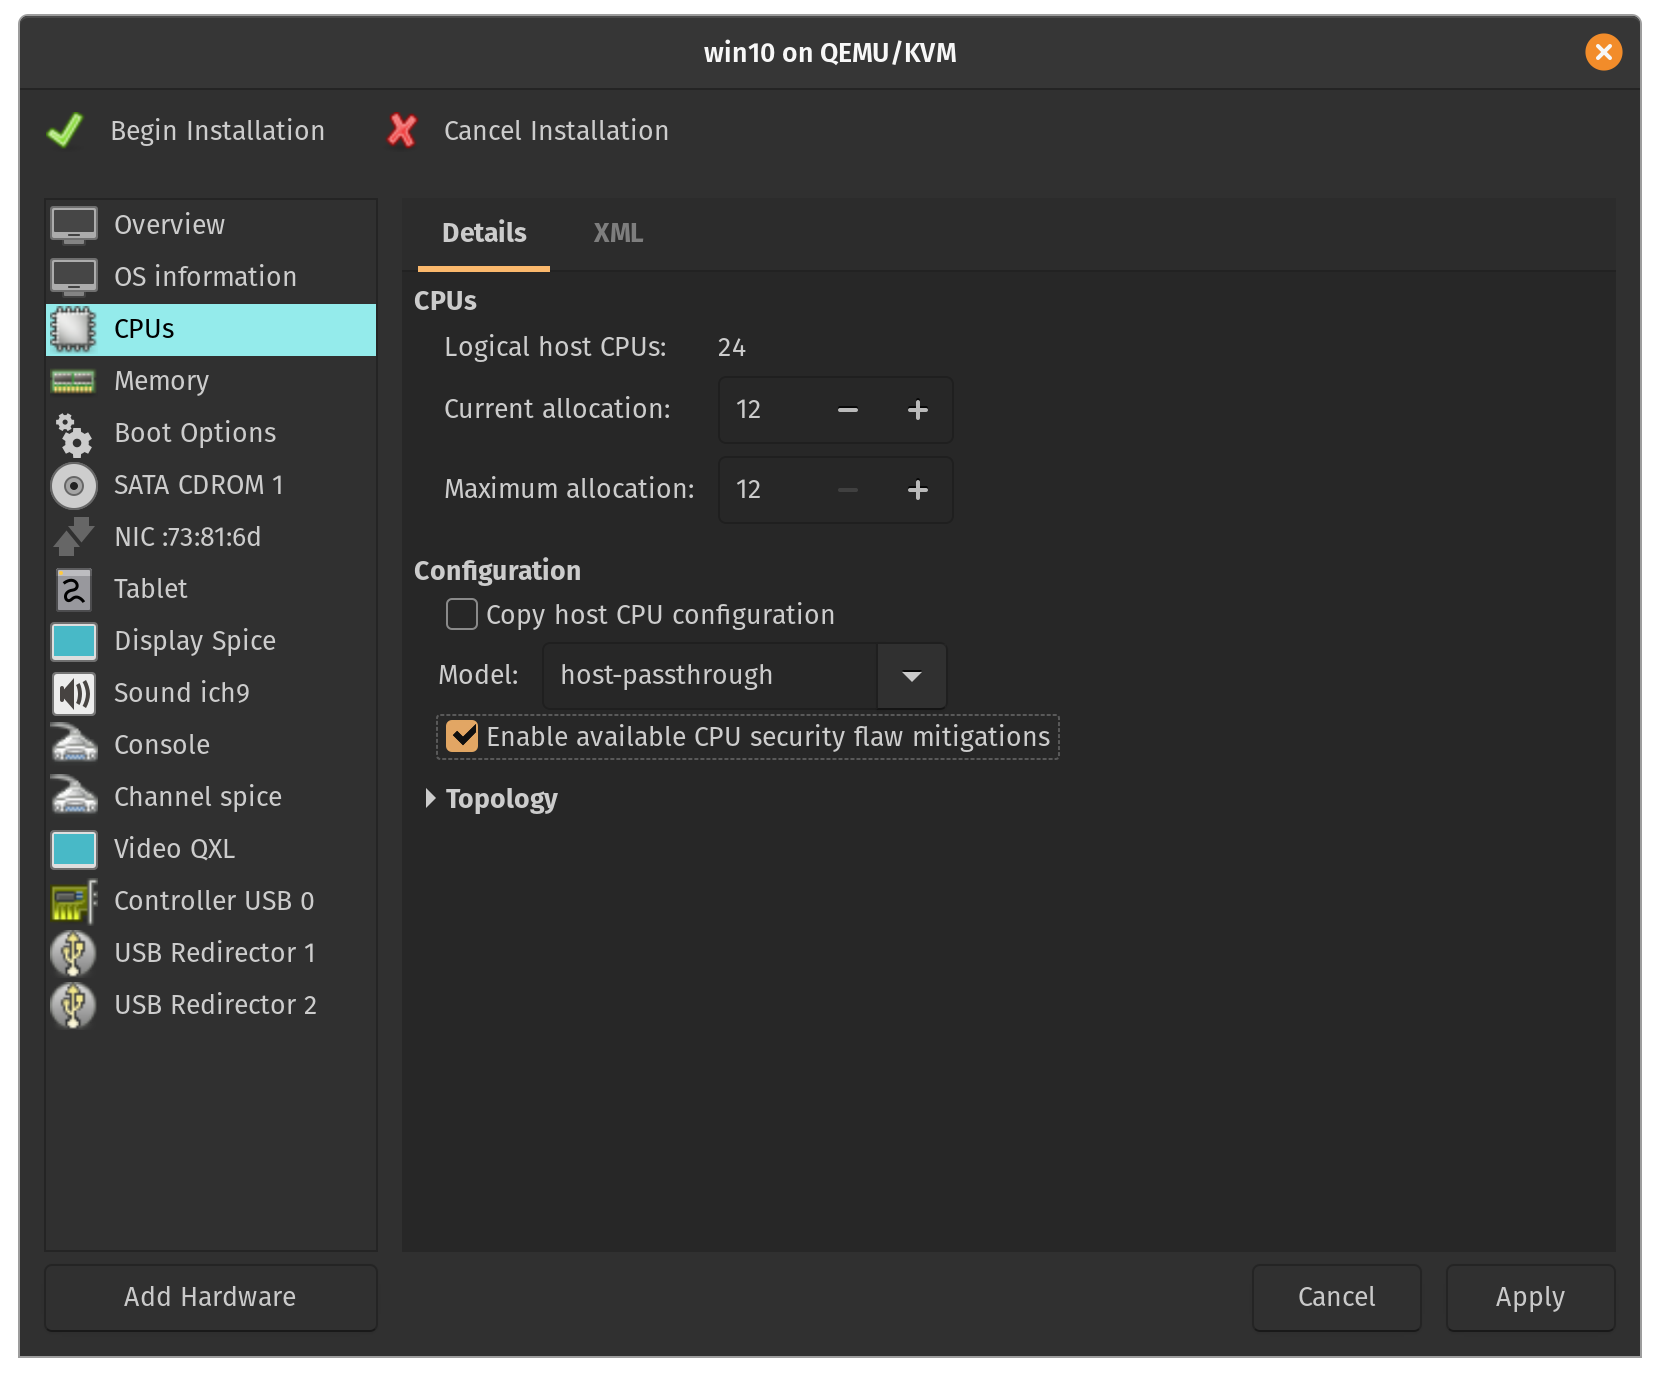 win10 on QEMU/KVM
Begin Installation
Cancel Installation
Overview
OS information
CPUs
Memory
Boot Options
SATA CDROM 1
NIC :73:81:6d
Tablet
Display Spice
Sound ich9
Console
Channel spice
Video QXL
Controller USB 0
USB Redirector 1
USB Redirector 2
Add Hardware
Details XML
CPUs
Logical host CPUs: 24
Current allocation: 12
Maximum allocation: 12
Configuration
Copy host CPU configuration
Model: host-passthrough
Enable available CPU security flaw mitigations
Topology
Cancel
Apply